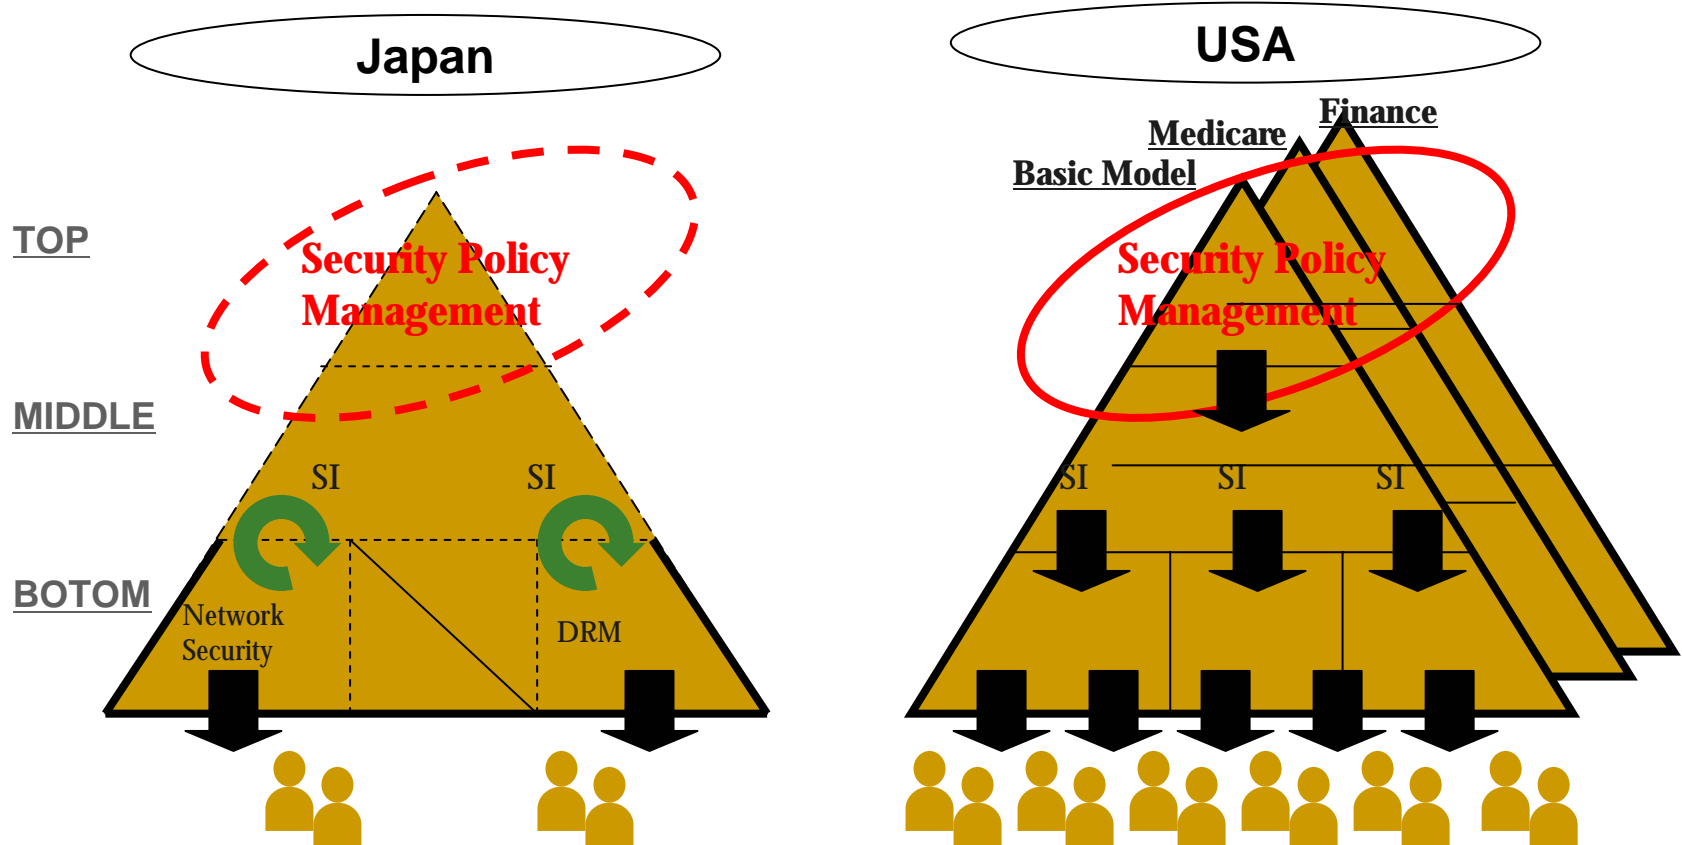 Japan
USA
Finance
Medicare
Basic Model
TOP
Security Policy
Management
Security Policy
Management
MIDDLE
SI
SI
SI
SI
SI
BOTOM
Network
Security
DRM